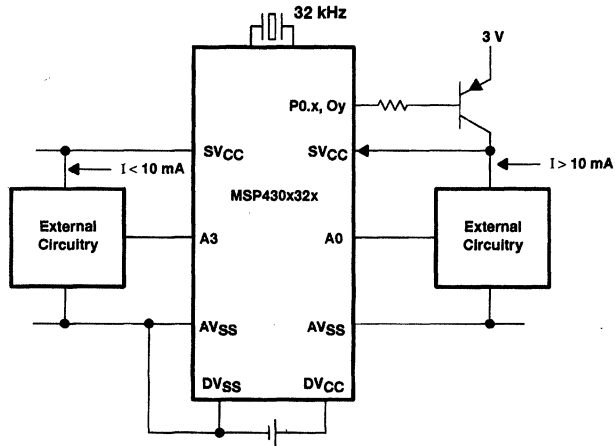 32 kHz
3 V
P0.x, Oy
SVCC
SVCC
I < 10 mA
I > 10 mA
MSP430x32x
External
Circuitry
A3
A0
External
Circuitry
AVSS
AVSS
DVSS
DVCC